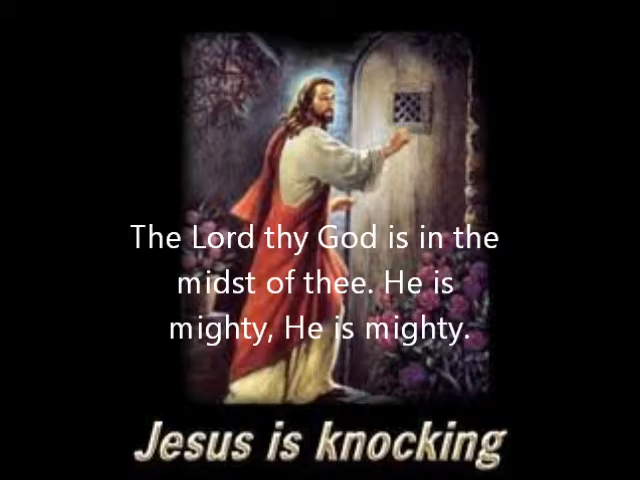 The Lord thy God is in the
midst of thee. He is
mighty, He is mighty.
Jesus is knocking